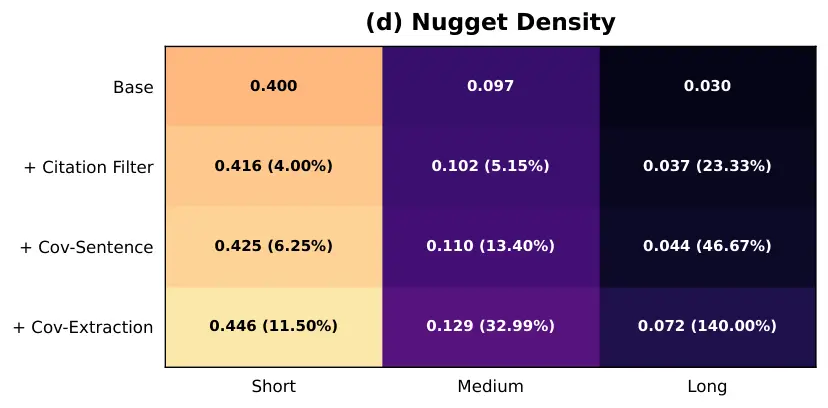 (d) Nugget Density
Base 0.400 0.097 0.030
+ Citation Filter 0.416 (4.00%) 0.102 (5.15%) 0.037 (23.33%)
+ Cov-Sentence 0.425 (6.25%) 0.110 (13.40%) 0.044 (46.67%)
+ Cov-Extraction 0.446 (11.50%) 0.129 (32.99%) 0.072 (140.00%)
Short Medium Long